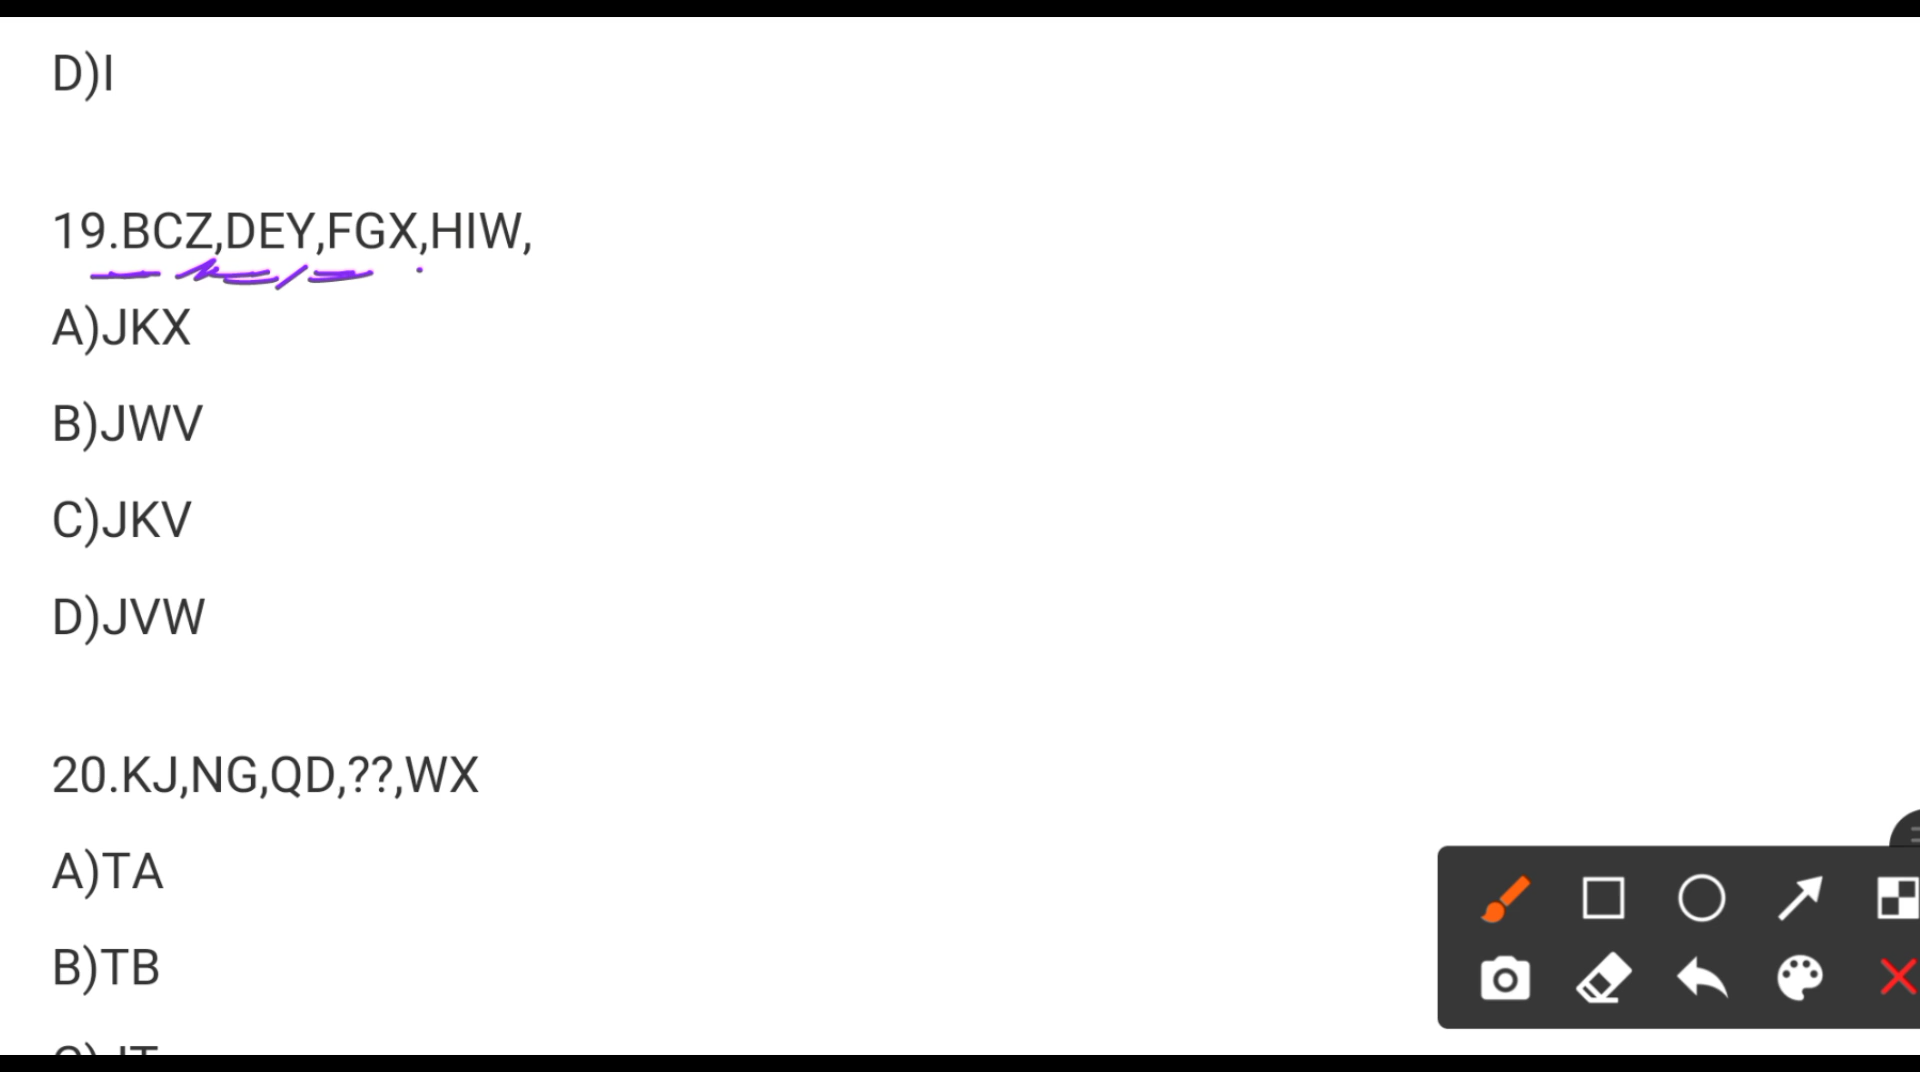 D)I
19.BCZ,DEY,FGX,HIW,
A)JKX
B)JWV
C)JKV
D)JVW
20.KJ,NG,QD,??,WX
A)TA
B)TB